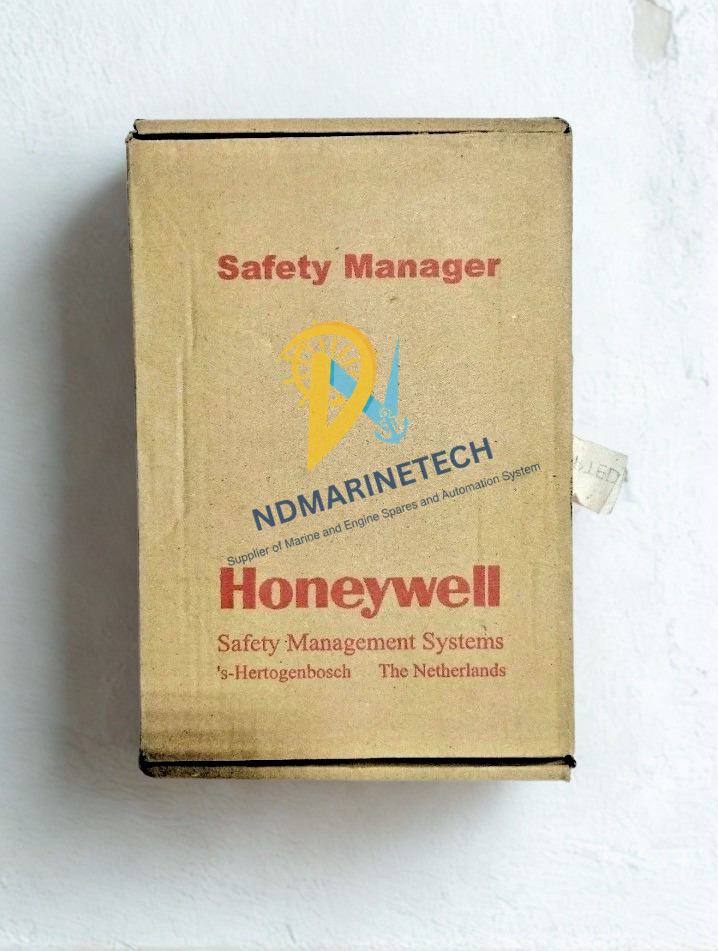 Safety Manager
NDMARINETECH
Supplier of Marine and Engine Spares and Automation System
Honeywell
Safety Management Systems
's-Hertogenbosch The Netherlands